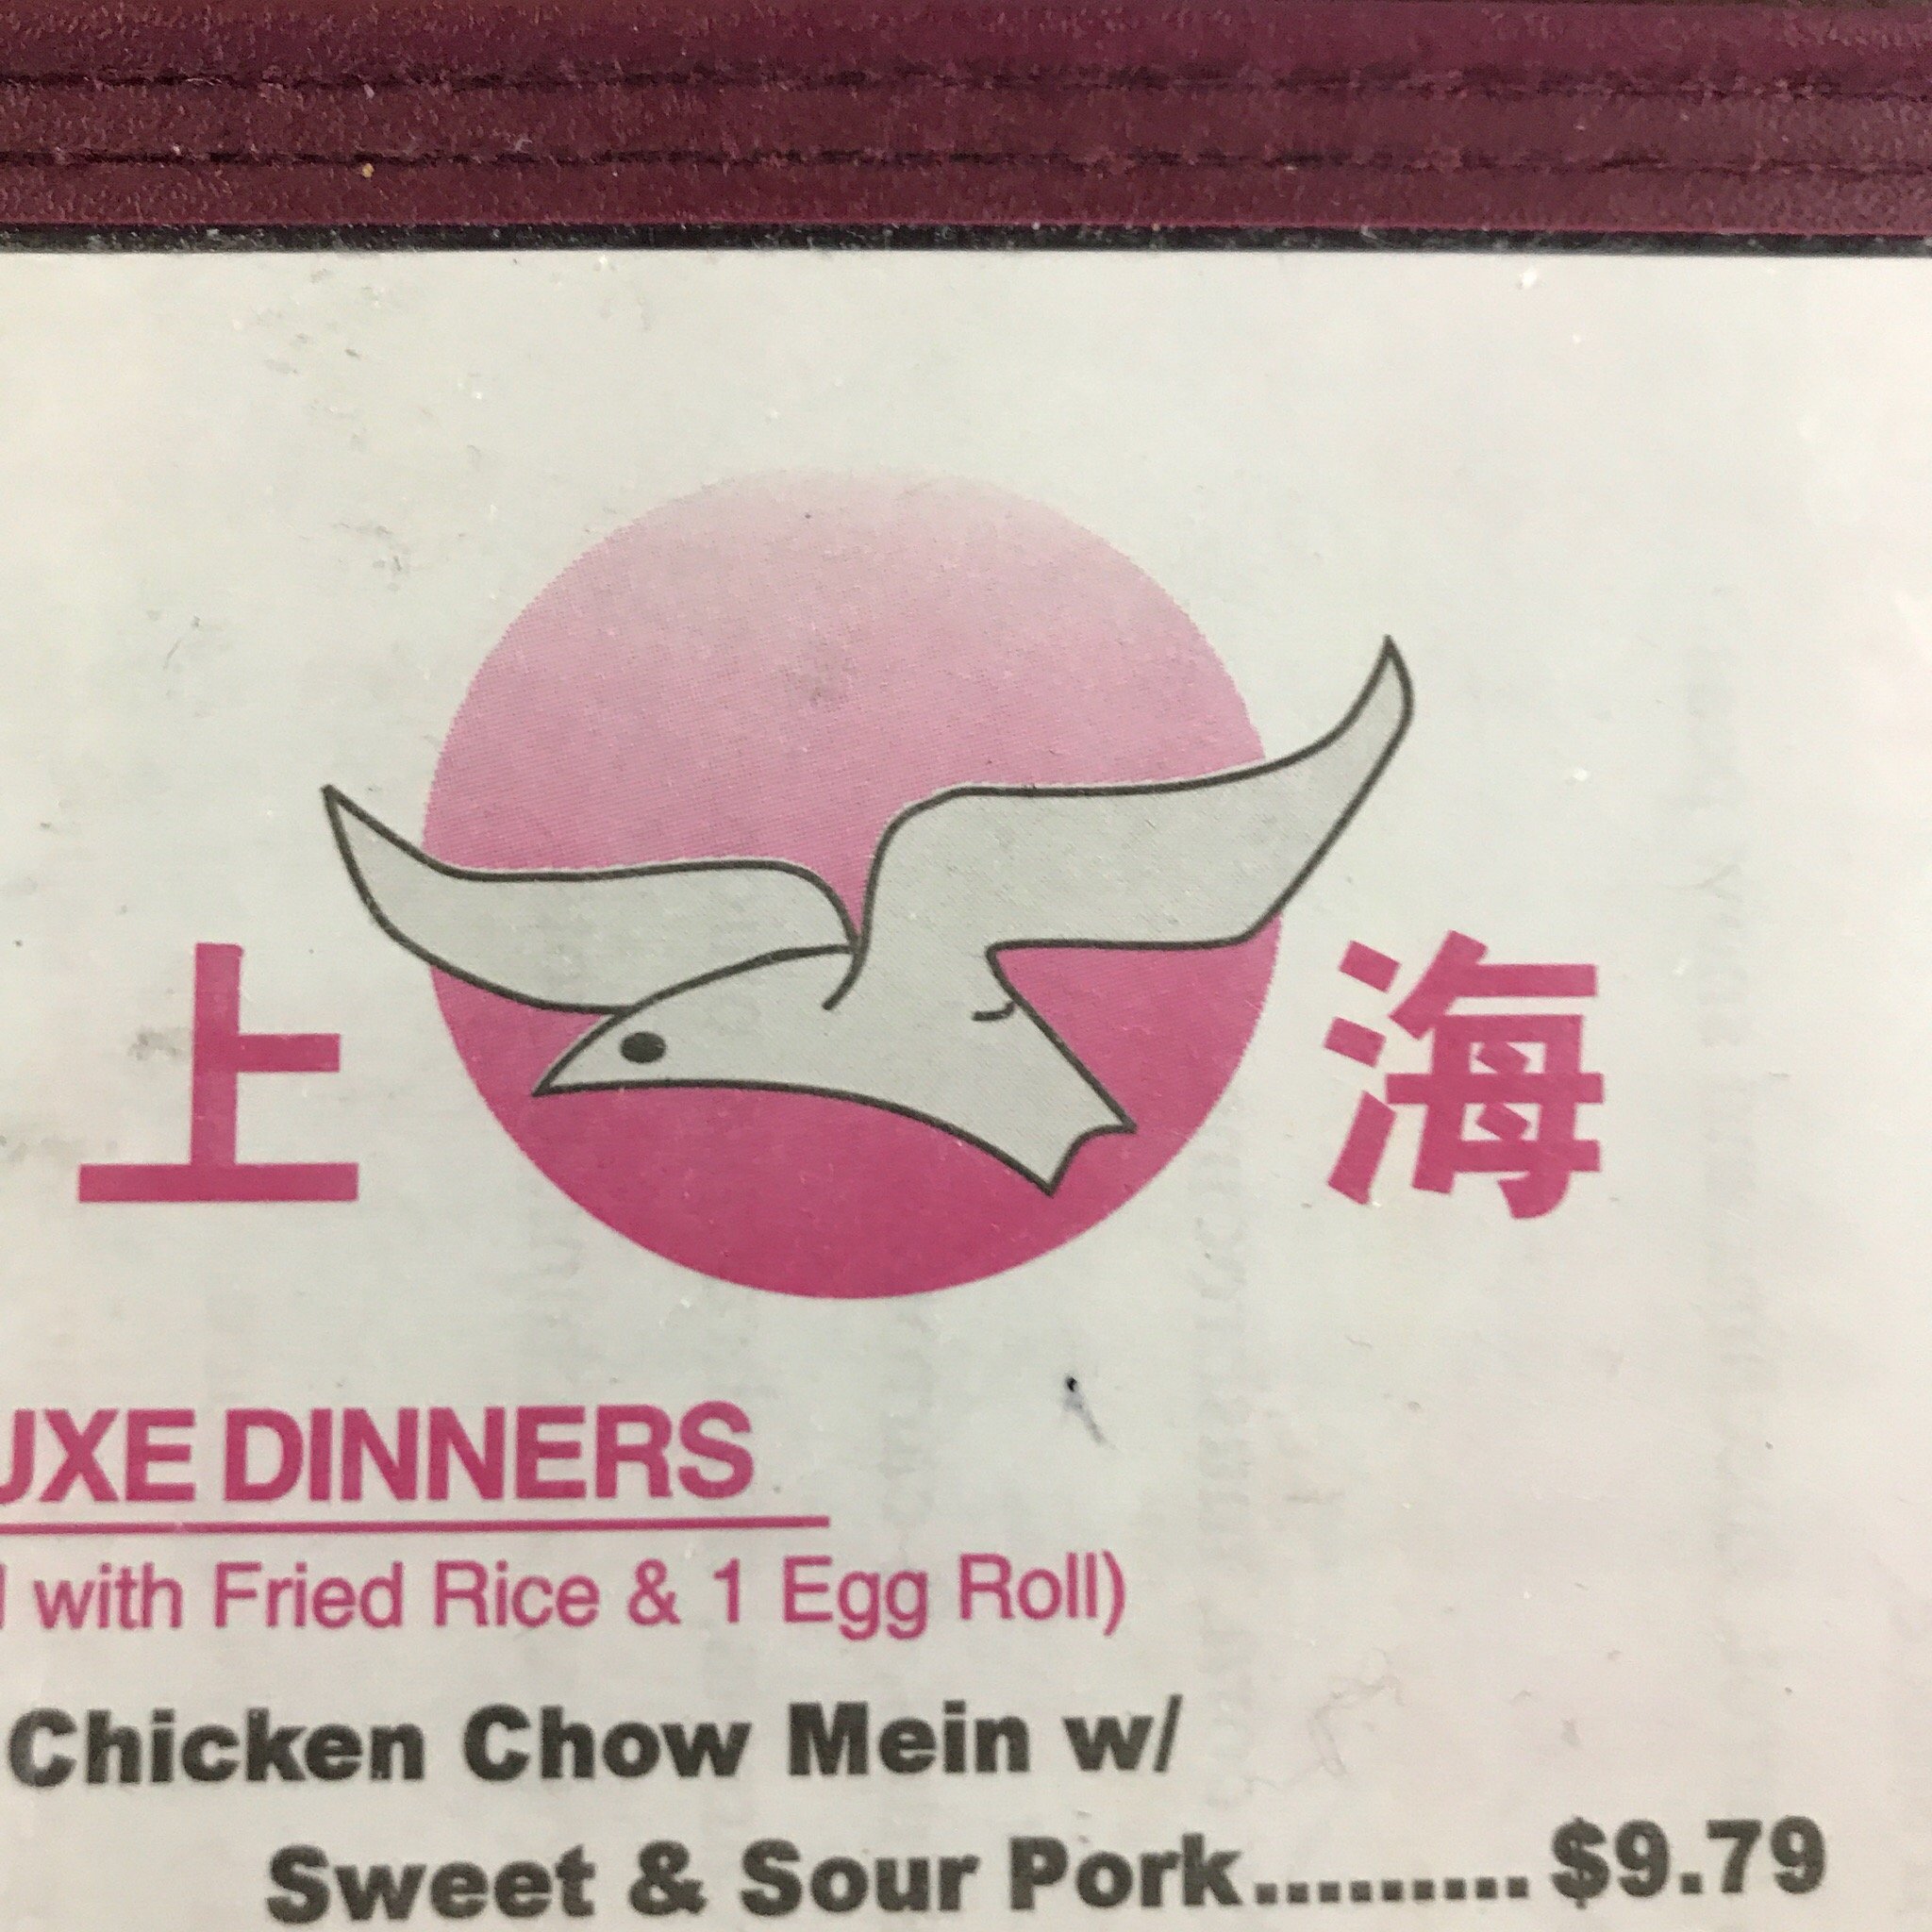 上 海
UXE DINNERS
with Fried Rice & 1 Egg Roll)
Chicken Chow Mein w/
Sweet & Sour Pork......... $9.79